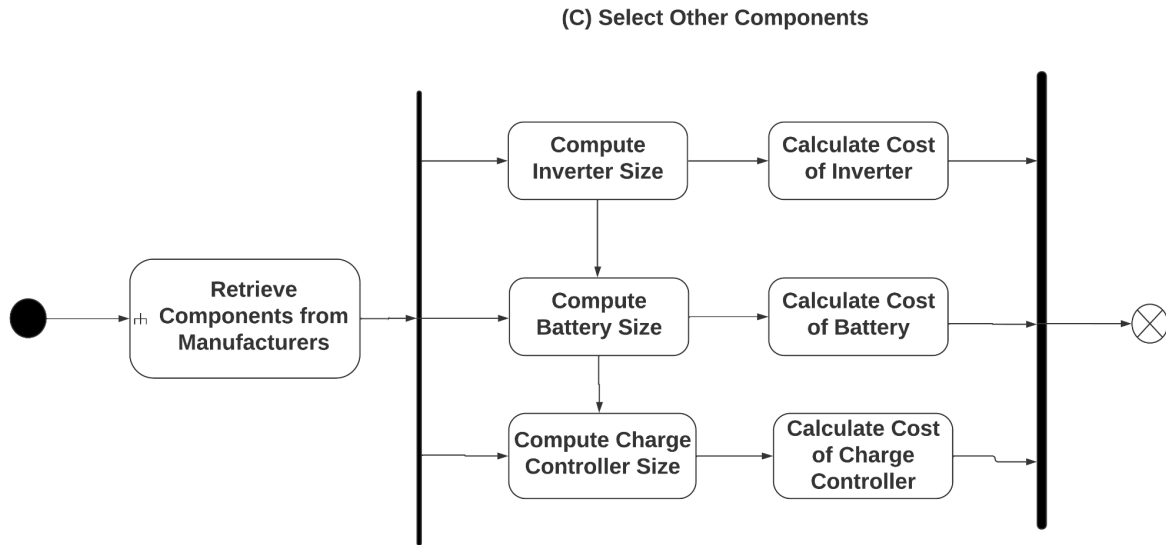 (C) Select Other Components
Compute
Inverter Size
Calculate Cost
of Inverter
Retrieve
Components from
Manufacturers
Compute
Battery Size
Calculate Cost
of Battery
Compute Charge
Controller Size
Calculate Cost
of Charge
Controller